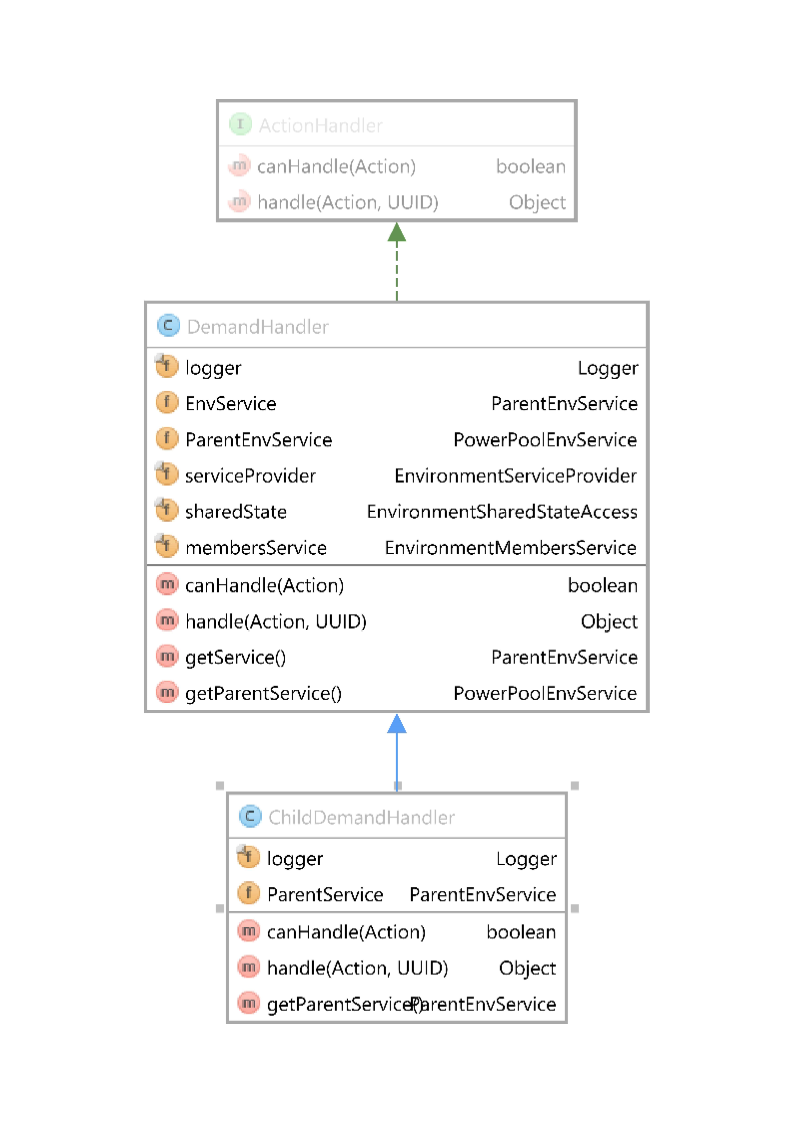 I ActionHandler
m canHandle(Action) boolean
m handle(Action, UUID) Object
C DemandHandler
f logger Logger
f EnvService ParentEnvService
f ParentEnvService PowerPoolEnvService
f serviceProvider EnvironmentServiceProvider
f sharedState EnvironmentSharedStateAccess
f membersService EnvironmentMembersService
m canHandle(Action) boolean
m handle(Action, UUID) Object
m getService() ParentEnvService
m getParentService() PowerPoolEnvService
C ChildDemandHandler
f logger Logger
f ParentService ParentEnvService
m canHandle(Action) boolean
m handle(Action, UUID) Object
m getParentService() ParentEnvService